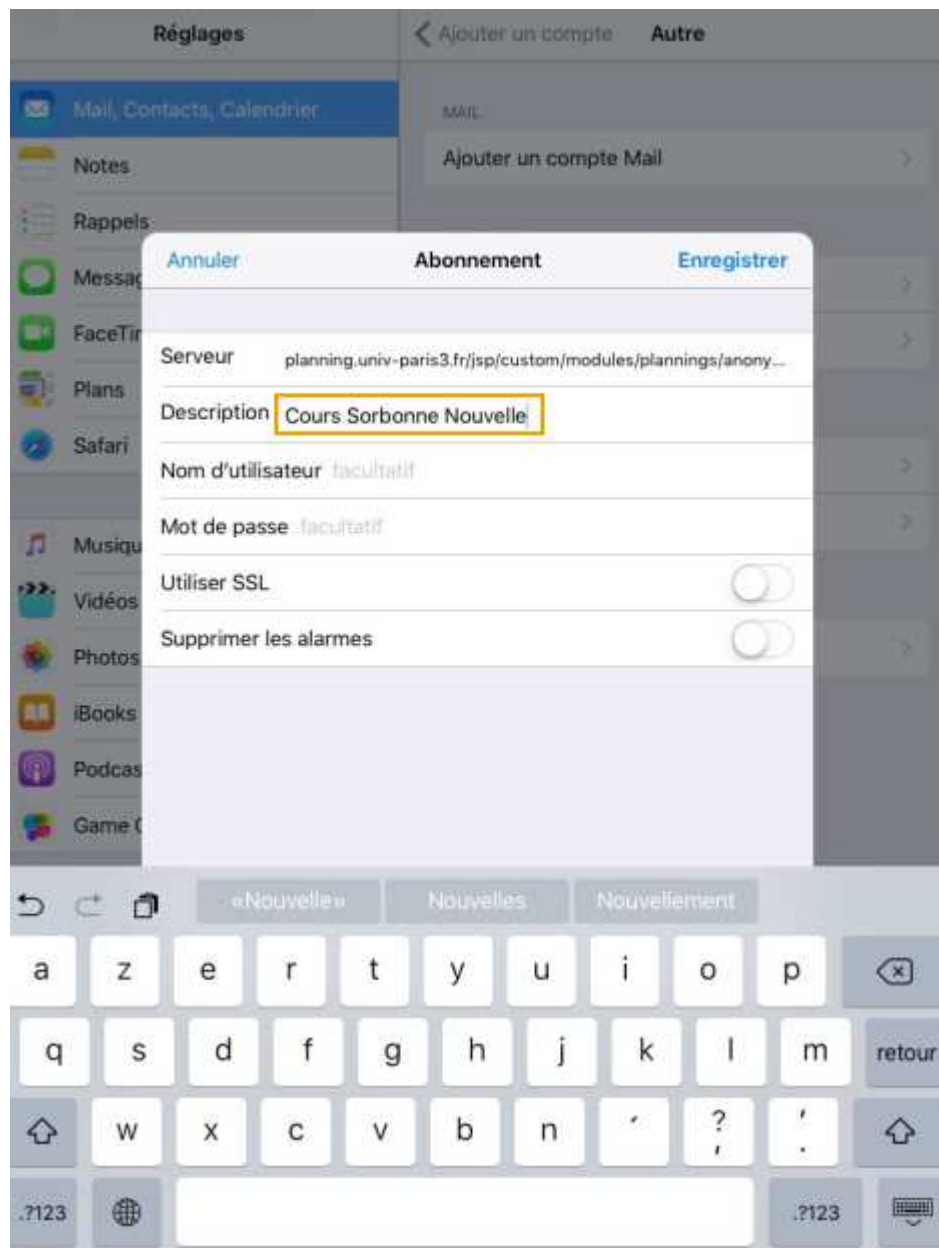 Réglages
Ajouter un compte
Autre
Mail, Contacts, Calendrier
Notes
Rappels
Messag
FaceTir
Plans
Safari
Musiqu
Vidéos
Photos
iBooks
Podcas
Game C
MAIL
Ajouter un compte Mail
Annuler
Abonnement
Enregistrer
Serveur planning.univ-paris3.fr/jsp/custom/modules/plannings/anony...
Description Cours Sorbonne Nouvelle
Nom d'utilisateur facultatif
Mot de passe facultatif
Utiliser SSL
Supprimer les alarmes
«Nouvelle» Nouvelles Nouvellement
a z e r t y u i o p
q s d f g h j k l m retour
w x c v b n ´ ? , ' .
.?123 .?123